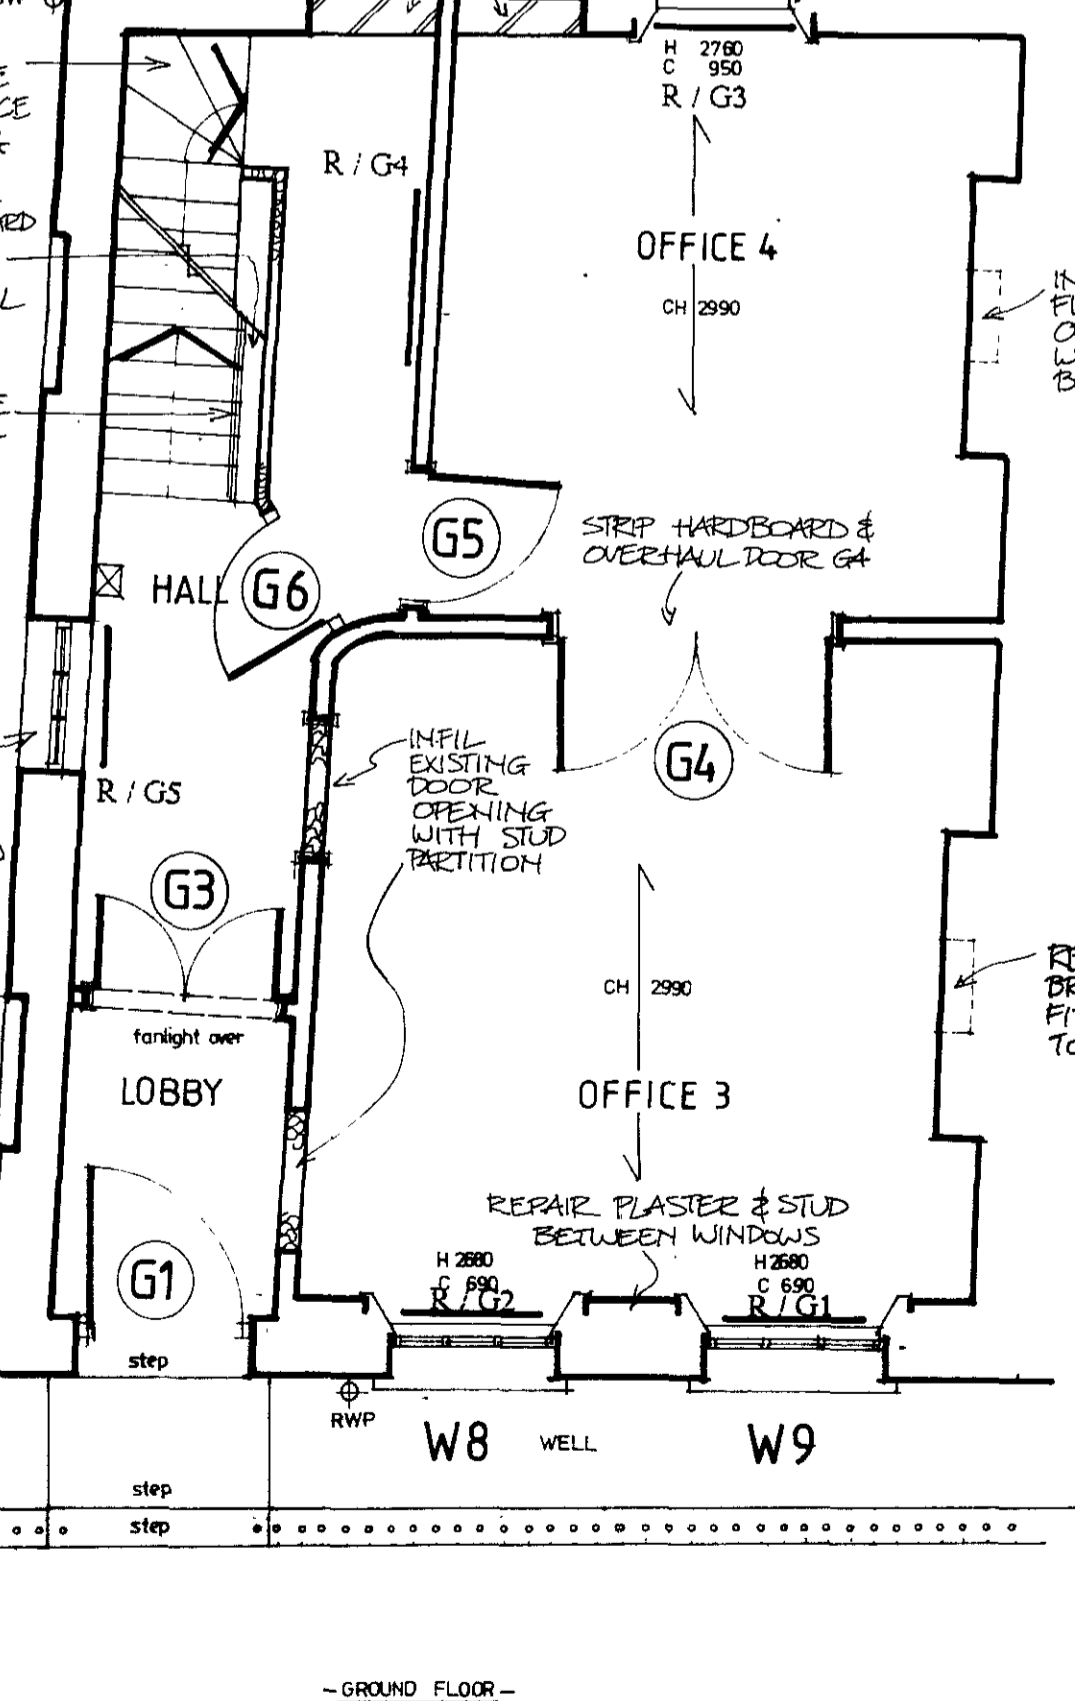 H 2760
C 950
R / G3
R / G4
OFFICE 4
CH 2990
G5
STRIP HARDBOARD &
OVERHAUL DOOR G4
HALL
G6
INFIL
EXISTING
DOOR
OPENING
WITH STUD
PARTITION
G4
R / G5
G3
fanlight over
LOBBY
CH 2990
OFFICE 3
REPAIR PLASTER & STUD
BETWEEN WINDOWS
H 2680
C 690
R / G2
H 2680
C 690
R / G1
G1
step
RWP
W8
WELL
W9
step
step
- GROUND FLOOR -